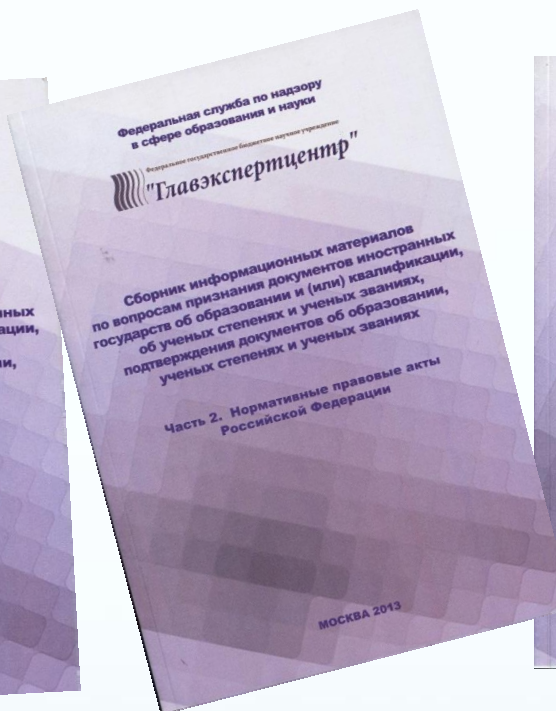 Федеральная служба по надзору
в сфере образования и науки
Федеральное государственное бюджетное научное учреждение
"Главэкспертцентр"
Сборник информационных материалов
по вопросам признания документов иностранных
государств об образовании и (или) квалификации,
об ученых степенях и ученых званиях,
подтверждения документов об образовании,
ученых степенях и ученых званиях
Часть 2. Нормативные правовые акты
Российской Федерации
МОСКВА 2013